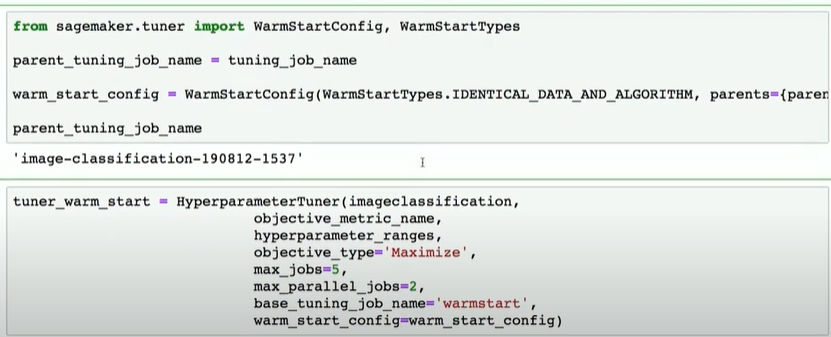 from sagemaker.tuner import WarmStartConfig, WarmStartTypes
parent_tuning_job_name = tuning_job_name
warm_start_config = WarmStartConfig(WarmStartTypes.IDENTICAL_DATA_AND_ALGORITHM, parents={paren
parent_tuning_job_name
'image-classification-190812-1537'
tuner_warm_start = HyperparameterTuner(imageclassification,
objective_metric_name,
hyperparameter_ranges,
objective_type='Maximize',
max_jobs=5,
max_parallel_jobs=2,
base_tuning_job_name='warmstart',
warm_start_config=warm_start_config)